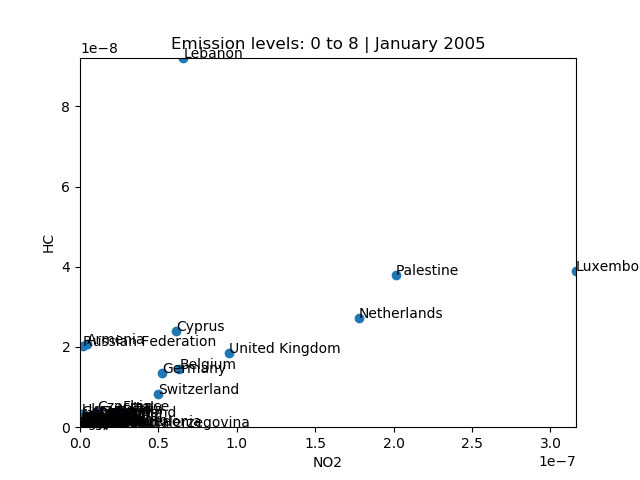 Emission levels: 0 to 8 | January 2005
1e−8
Lebanon
8
6
HC
4
Palestine
Luxembo
Netherlands
Cyprus
Armenia
Russian Federation
2
United Kingdom
Belgium
Germany
Switzerland
0
0.0
0.5
1.0
1.5
2.0
2.5
3.0
NO2
1e−7